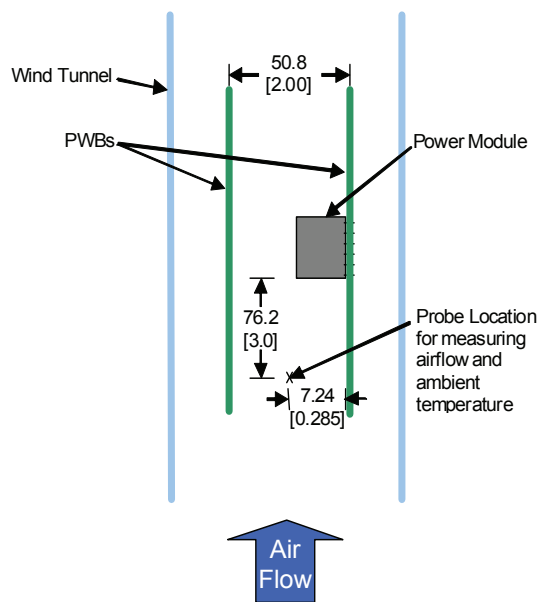 50.8
[2.00]
Wind Tunnel
PWBs
Power Module
76.2
[3.0]
Probe Location
for measuring
airflow and
ambient
temperature
7.24
[0.285]
Air
Flow